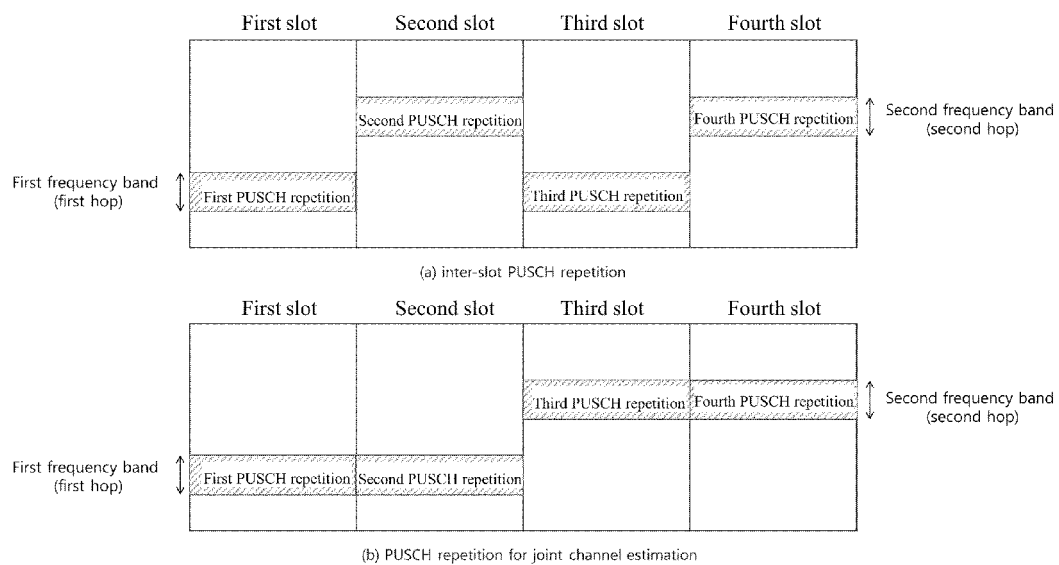 First slot Second slot Third slot Fourth slot
Second PUSCH repetition Fourth PUSCH repetition
Second frequency band
(second hop)
First frequency band
(first hop)
First PUSCH repetition Third PUSCH repetition
(a) inter-slot PUSCH repetition
First slot Second slot Third slot Fourth slot
Third PUSCH repetition Fourth PUSCH repetition
Second frequency band
(second hop)
First frequency band
(first hop)
First PUSCH repetition Second PUSCH repetition
(b) PUSCH repetition for joint channel estimation